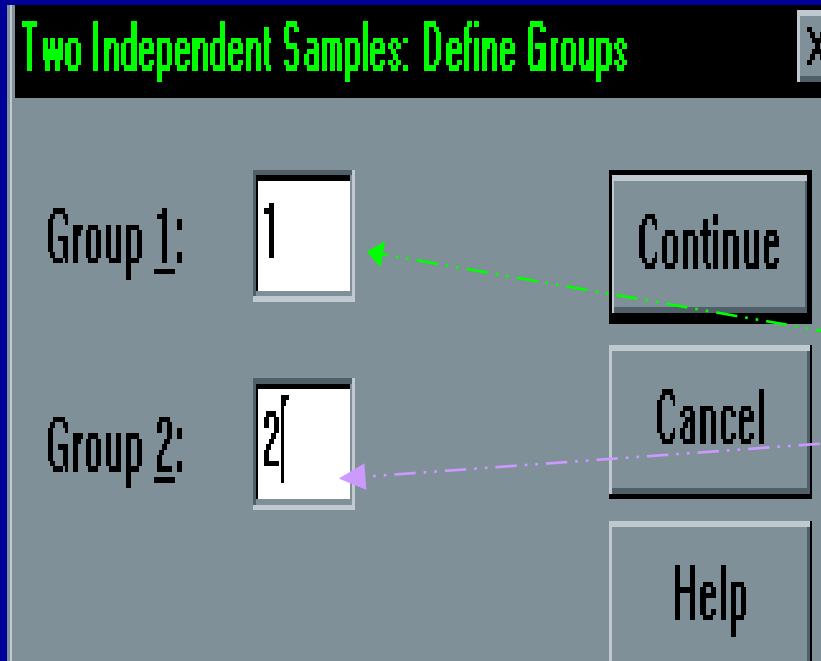 Two Independent Samples: Define Groups
Group 1: 1
Continue
Group 2: 2
Cancel
Help